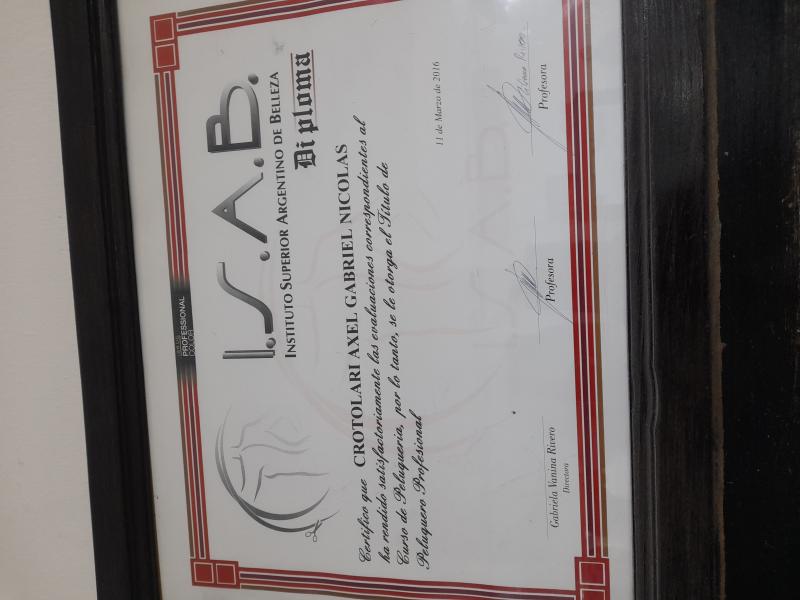 PROFESSIONAL
COLOR
I.S.A.B.
INSTITUTO SUPERIOR ARGENTINO DE BELLEZA
Diploma
Certifico que CROTOLARI AXEL GABRIEL NICOLAS
ha rendido satisfactoriamente las evaluaciones correspondientes al
Curso de Peluquería, por lo tanto, se le otorga el Título de
Peluquero Profesional
11 de Marzo de 2016
Gabriela Vanina Rivero
Directora
Profesora
Profesora